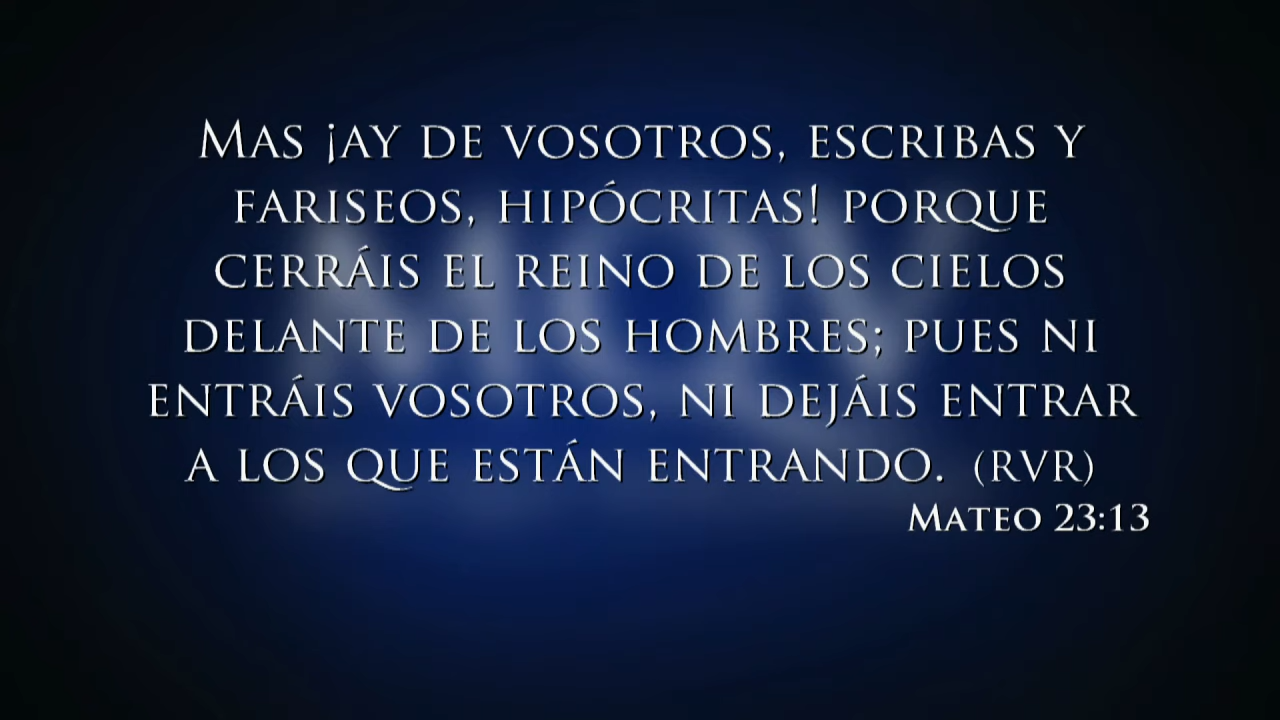 Mas ¡ay de vosotros, escribas y
fariseos, hipócritas! porque
cerráis el reino de los cielos
delante de los hombres; pues ni
entráis vosotros, ni dejáis entrar
a los que están entrando. (RVR)
Mateo 23:13